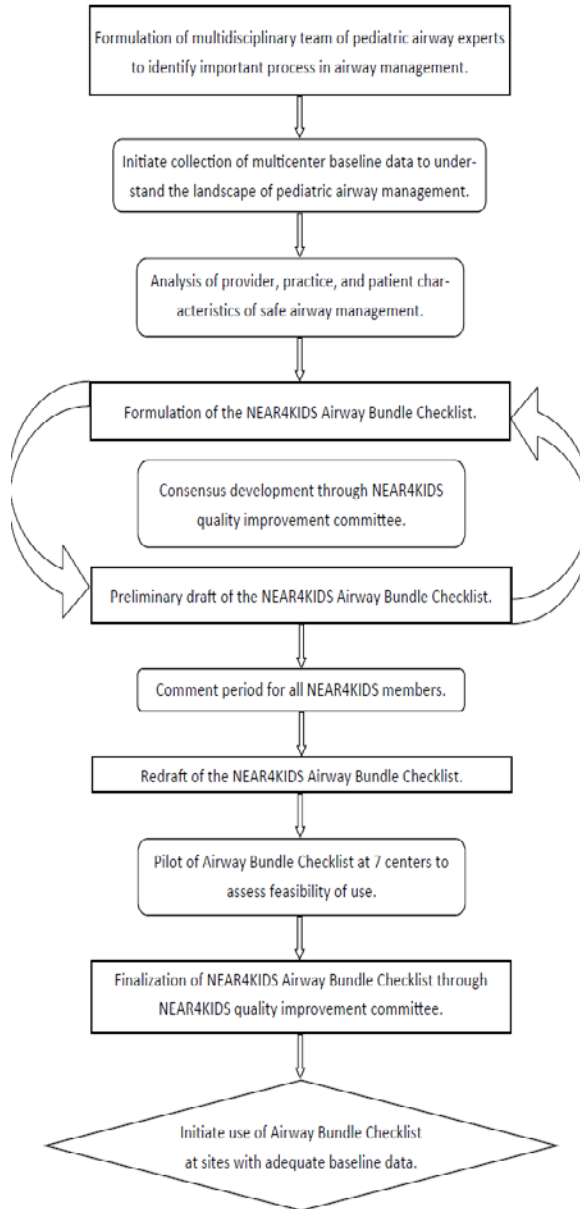 Formulation of multidisciplinary team of pediatric airway experts
to identify important process in airway management.
Initiate collection of multicenter baseline data to under-
stand the landscape of pediatric airway management.
Analysis of provider, practice, and patient char-
acteristics of safe airway management.
Formulation of the NEAR4KIDS Airway Bundle Checklist.
Consensus development through NEAR4KIDS
quality improvement committee.
Preliminary draft of the NEAR4KIDS Airway Bundle Checklist.
Comment period for all NEAR4KIDS members.
Redraft of the NEAR4KIDS Airway Bundle Checklist.
Pilot of Airway Bundle Checklist at 7 centers to
assess feasibility of use.
Finalization of NEAR4KIDS Airway Bundle Checklist through
NEAR4KIDS quality improvement committee.
Initiate use of Airway Bundle Checklist
at sites with adequate baseline data.